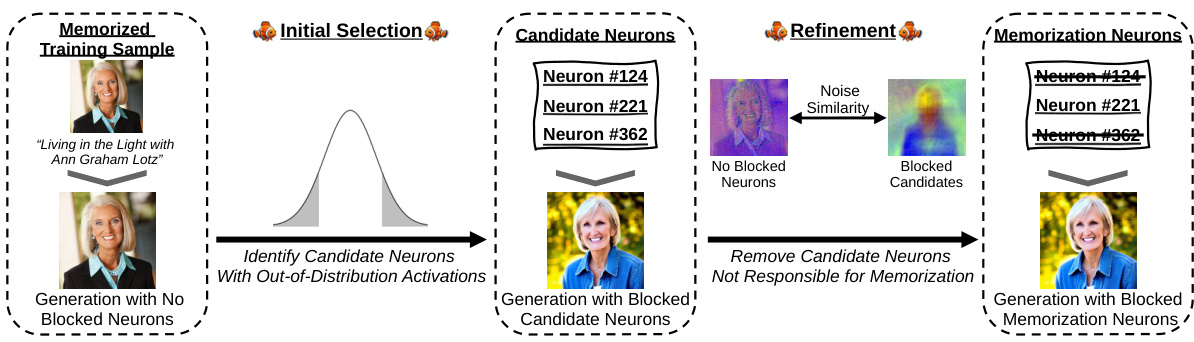 Memorized
Training Sample
“Living in the Light with
Ann Graham Lotz”
Generation with No
Blocked Neurons
Initial Selection
Identify Candidate Neurons
With Out-of-Distribution Activations
Candidate Neurons
Neuron #124
Neuron #221
Neuron #362
Generation with Blocked
Candidate Neurons
Refinement
Noise
Similarity
No Blocked
Neurons
Blocked
Candidates
Remove Candidate Neurons
Not Responsible for Memorization
Memorization Neurons
Neuron #124
Neuron #221
Neuron #362
Generation with Blocked
Memorization Neurons